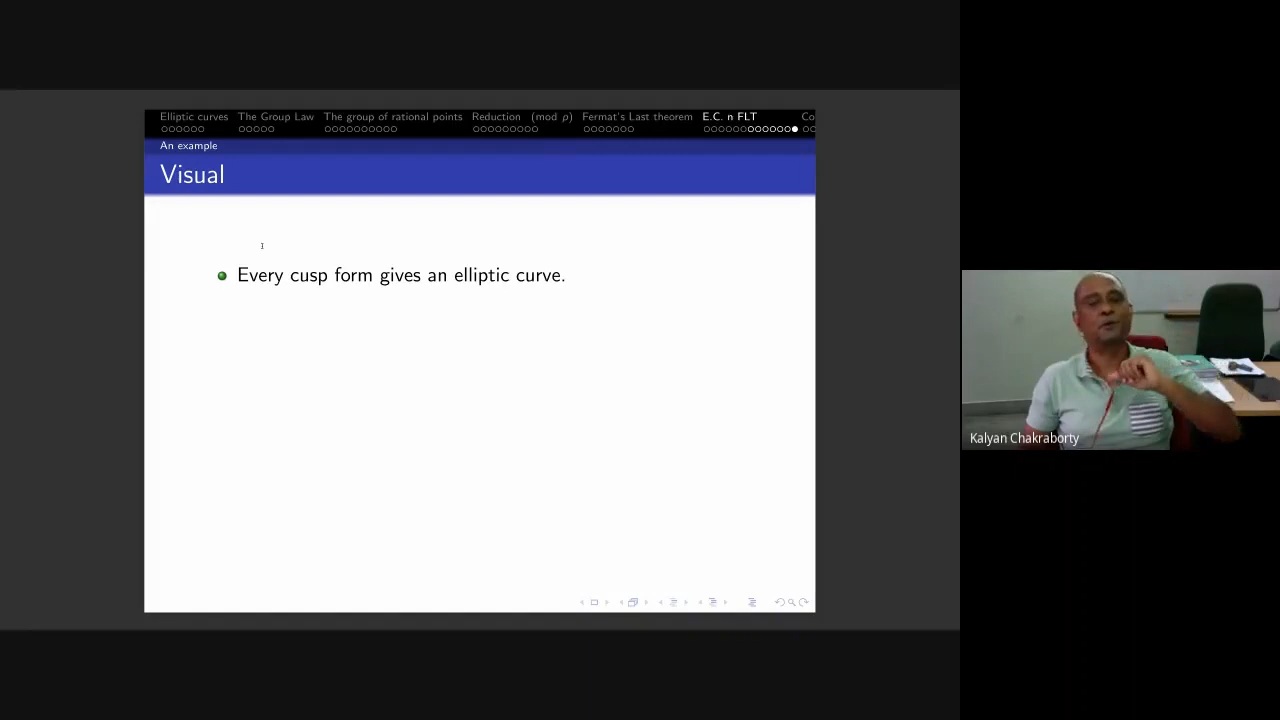 Elliptic curves The Group Law The group of rational points Reduction (mod p) Fermat's Last theorem E.C. n FLT Co
An example
Visual
Every cusp form gives an elliptic curve.
Kalyan Chakraborty